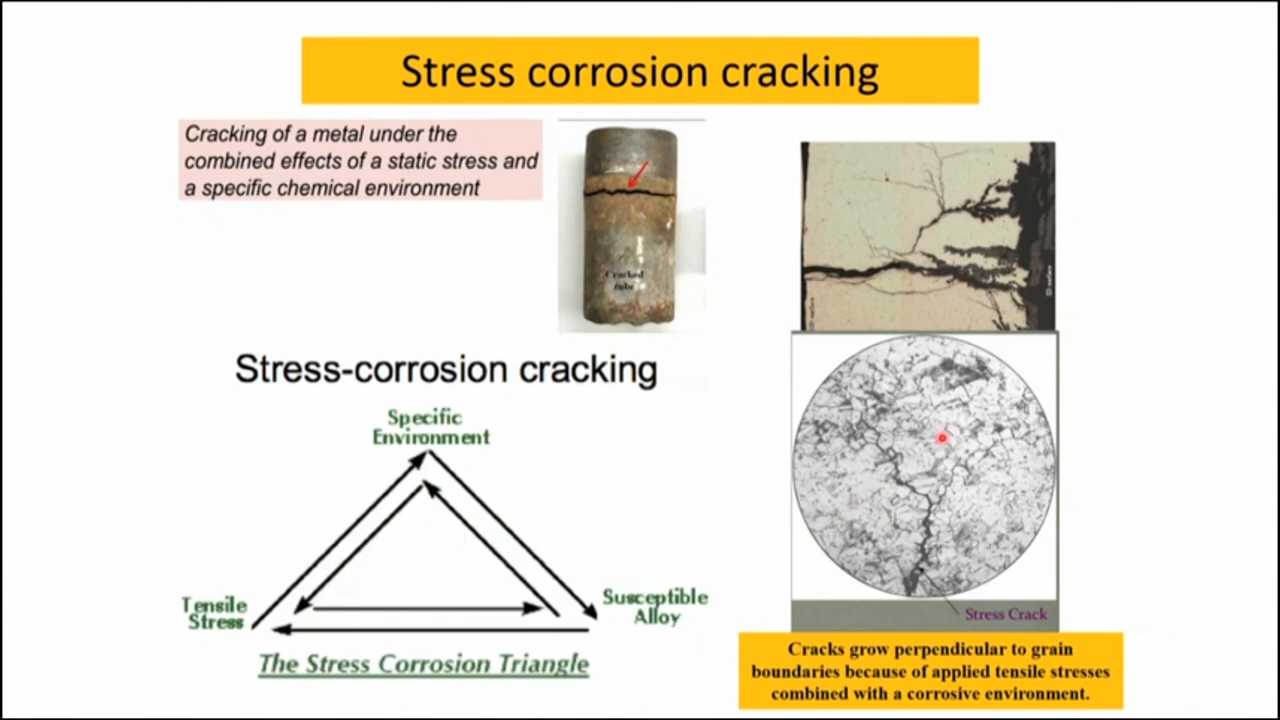 Stress corrosion cracking
Cracking of a metal under the
combined effects of a static stress and
a specific chemical environment
Cracked
tube
Stress-corrosion cracking
Specific
Environment
Tensile
Stress
Susceptible
Alloy
The Stress Corrosion Triangle
Stress Crack
Cracks grow perpendicular to grain
boundaries because of applied tensile stresses
combined with a corrosive environment.